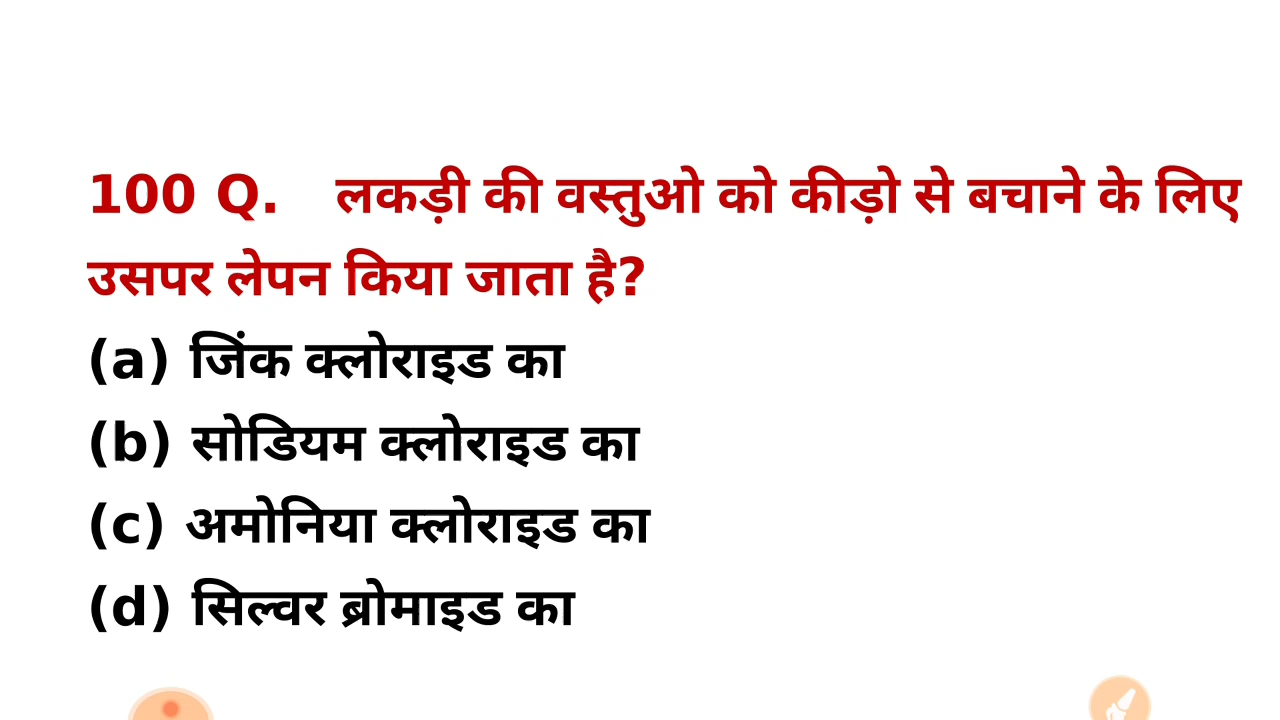 100 Q. लकड़ी की वस्तुओ को कीड़ो से बचाने के लिए
उसपर लेपन किया जाता है?
(a) जिंक क्लोराइड का
(b) सोडियम क्लोराइड का
(c) अमोनिया क्लोराइड का
(d) सिल्वर ब्रोमाइड का